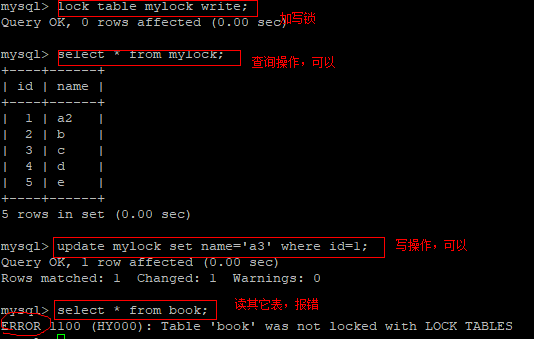 mysql> lock table mylock write;
加写锁
Query OK, 0 rows affected (0.00 sec)
mysql> select * from mylock;
查询操作，可以
+----+------+
| id | name |
+----+------+
| 1 | a2 |
| 2 | b |
| 3 | c |
| 4 | d |
| 5 | e |
+----+------+
5 rows in set (0.00 sec)
mysql> update mylock set name='a3' where id=1;
写操作，可以
Query OK, 1 row affected (0.00 sec)
Rows matched: 1 Changed: 1 Warnings: 0
mysql> select * from book;
读其它表，报错
ERROR 1100 (HY000): Table 'book' was not locked with LOCK TABLES